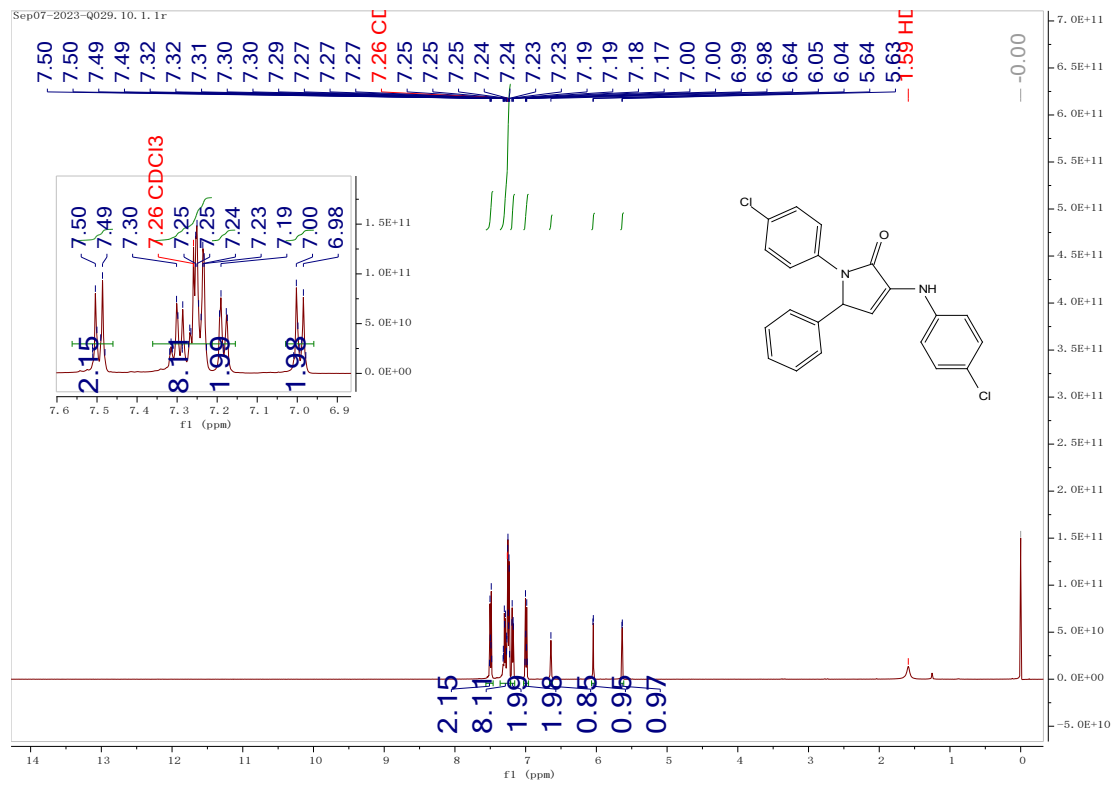 Sep07-2023-Q029.10.1.1r
7.50 7.50 7.49 7.49 7.32 7.32 7.31 7.30 7.30 7.29 7.27 7.27 7.27 7.26 CD 7.25 7.25 7.25 7.24 7.24 7.23 7.23 7.19 7.19 7.18 7.17 7.00 7.00 6.99 6.98 6.64 6.05 6.04 5.64 5.63 1.59 HD -0.00
7.0E+11
6.5E+11
6.0E+11
5.5E+11
5.0E+11
4.5E+11
4.0E+11
3.5E+11
3.0E+11
2.5E+11
2.0E+11
1.5E+11
1.0E+11
5.0E+10
0.0E+00
-5.0E+10
7.50 7.49 7.30 7.26 CDCl3 7.25 7.25 7.24 7.23 7.19 7.00 6.98
1.5E+11
1.0E+11
5.0E+10
0.0E+00
2.15 8.11 1.99 1.98
7.6 7.5 7.4 7.3 7.2 7.1 7.0 6.9
f1 (ppm)
Cl
O
N
NH
Cl
2.15 8.11 1.99 1.98 0.85 0.95 0.97
14 13 12 11 10 9 8 7 6 5 4 3 2 1 0
f1 (ppm)